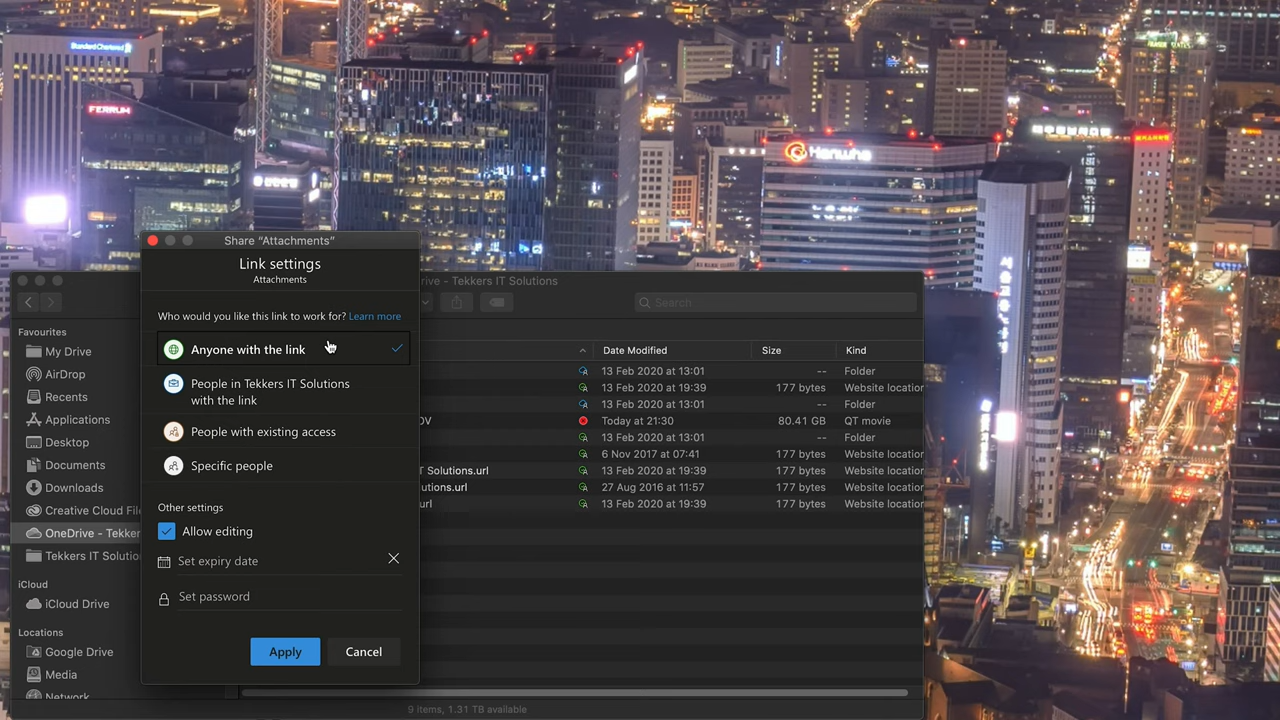 Standard Chartered
FERRUM
Hanwha
Share “Attachments”
Link settings
Attachments
Who would you like this link to work for? Learn more
Anyone with the link
People in Tekkers IT Solutions
with the link
People with existing access
Specific people
Other settings
Allow editing
Set expiry date
Set password
Apply
Cancel
rive - Tekkers IT Solutions
Search
Favourites
My Drive
AirDrop
Recents
Applications
Desktop
Documents
Downloads
Creative Cloud File
OneDrive - Tekker
Tekkers IT Solutio
iCloud
iCloud Drive
Locations
Google Drive
Media
Network
Date Modified Size Kind
13 Feb 2020 at 13:01 -- Folder
13 Feb 2020 at 19:39 177 bytes Website location
13 Feb 2020 at 13:01 -- Folder
OV Today at 21:30 80.41 GB QT movie
13 Feb 2020 at 13:01 -- Folder
6 Nov 2017 at 07:41 177 bytes Website location
T Solutions.url 13 Feb 2020 at 19:39 177 bytes Website location
utions.url 27 Aug 2016 at 11:57 177 bytes Website location
url 13 Feb 2020 at 19:39 177 bytes Website location
9 items, 1.31 TB available